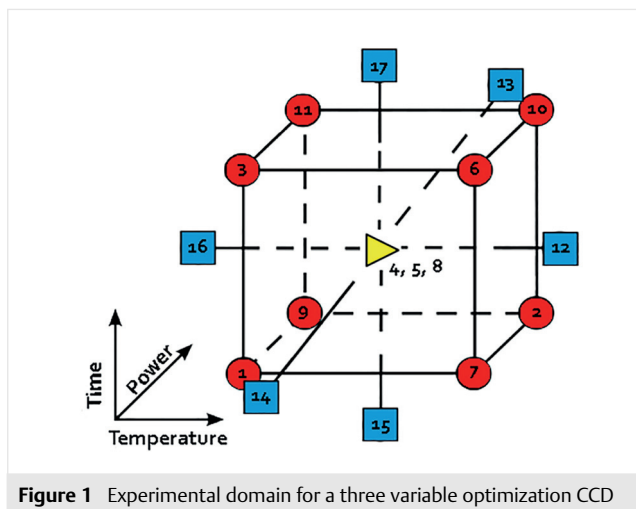 17
13
11
10
3
6
16
12
4, 5, 8
9
2
1
7
14
15
Time
Power
Temperature
Figure 1 Experimental domain for a three variable optimization CCD